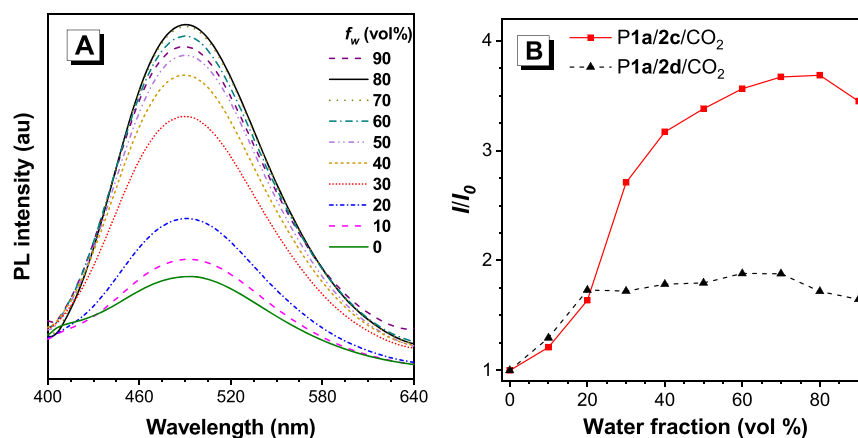 A
f_w (vol%)
90
80
70
60
50
40
30
20
10
0
PL intensity (au)
400 460 520 580 640
Wavelength (nm)
B
P1a/2c/CO₂
P1a/2d/CO₂
4
3
2
1
I/I₀
0 20 40 60 80
Water fraction (vol %)